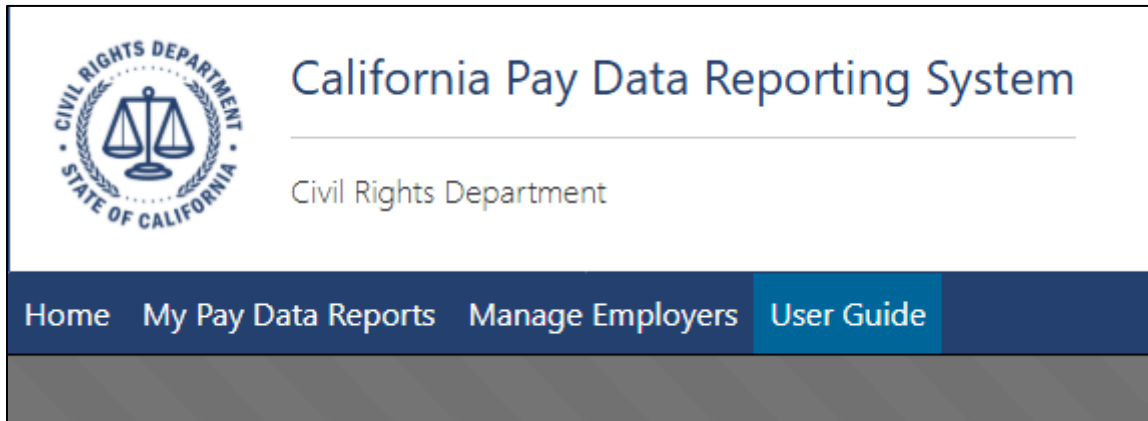 CIVIL RIGHTS DEPARTMENT
STATE OF CALIFORNIA
California Pay Data Reporting System
Civil Rights Department
Home My Pay Data Reports Manage Employers User Guide